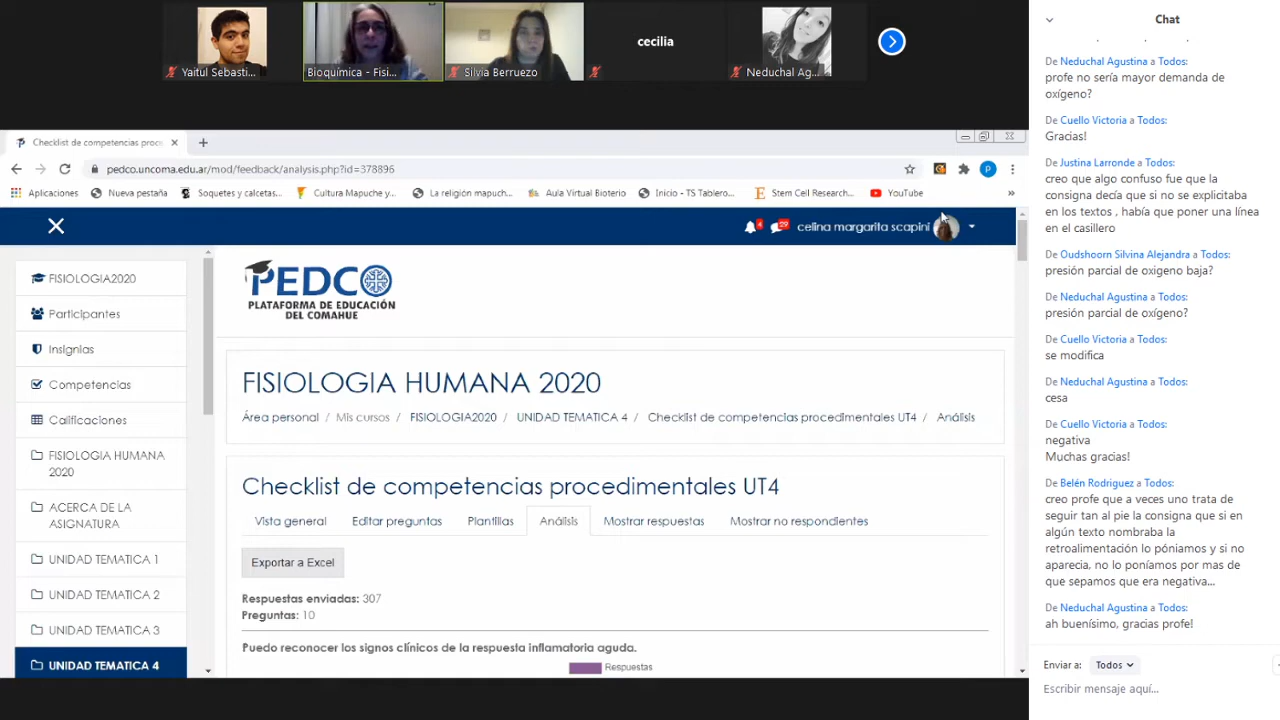 Yaitul Sebasti...
Bioquímica - Fisi...
Silvia Berruezo
cecilia
Neduchal Ag...
Checklist de competencias proce
pedco.uncoma.edu.ar/mod/feedback/analysis.php?id=378896
Aplicaciones
Nueva pestaña
Soquetes y calcetas...
Cultura Mapuche y...
La religión mapuch...
Aula Virtual Bioterio
Inicio - TS Tablero...
Stem Cell Research...
YouTube
»
4
29
celina margarita scapini
FISIOLOGIA2020
Participantes
Insignias
Competencias
Calificaciones
FISIOLOGIA HUMANA
2020
ACERCA DE LA
ASIGNATURA
UNIDAD TEMATICA 1
UNIDAD TEMATICA 2
UNIDAD TEMATICA 3
UNIDAD TEMATICA 4
PEDCO
PLATAFORMA DE EDUCACIÓN
DEL COMAHUE
FISIOLOGIA HUMANA 2020
Área personal / Mis cursos / FISIOLOGIA2020 / UNIDAD TEMATICA 4 / Checklist de competencias procedimentales UT4 / Análisis
Checklist de competencias procedimentales UT4
Vista general
Editar preguntas
Plantillas
Análisis
Mostrar respuestas
Mostrar no respondientes
Exportar a Excel
Respuestas enviadas: 307
Preguntas: 10
Puedo reconocer los signos clínicos de la respuesta inflamatoria aguda.
Respuestas
Chat
De Neduchal Agustina a Todos:
profe no sería mayor demanda de
oxígeno?
De Cuello Victoria a Todos:
Gracias!
De Justina Larronde a Todos:
creo que algo confuso fue que la
consigna decía que si no se explicitaba
en los textos , había que poner una línea
en el casillero
De Oudshoorn Silvina Alejandra a Todos:
presión parcial de oxigeno baja?
De Neduchal Agustina a Todos:
presión parcial de oxígeno?
De Cuello Victoria a Todos:
se modifica
De Neduchal Agustina a Todos:
cesa
De Cuello Victoria a Todos:
negativa
Muchas gracias!
De Belén Rodriguez a Todos:
creo profe que a veces uno trata de
seguir tan al pie la consigna que si en
algún texto nombraba la
retroalimentación lo póniamos y si no
aparecia, no lo poníamos por mas de
que sepamos que era negativa...
De Neduchal Agustina a Todos:
ah buenísimo, gracias profe!
Enviar a: Todos
Escribir mensaje aquí...